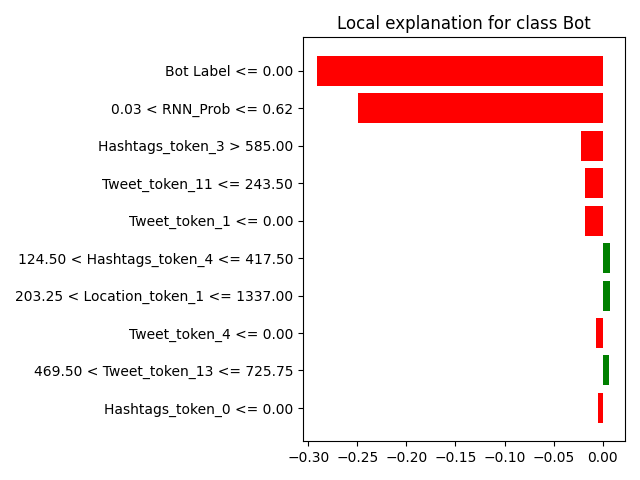 Local explanation for class Bot
Bot Label <= 0.00
0.03 < RNN_Prob <= 0.62
Hashtags_token_3 > 585.00
Tweet_token_11 <= 243.50
Tweet_token_1 <= 0.00
124.50 < Hashtags_token_4 <= 417.50
203.25 < Location_token_1 <= 1337.00
Tweet_token_4 <= 0.00
469.50 < Tweet_token_13 <= 725.75
Hashtags_token_0 <= 0.00
−0.30 −0.25 −0.20 −0.15 −0.10 −0.05 0.00